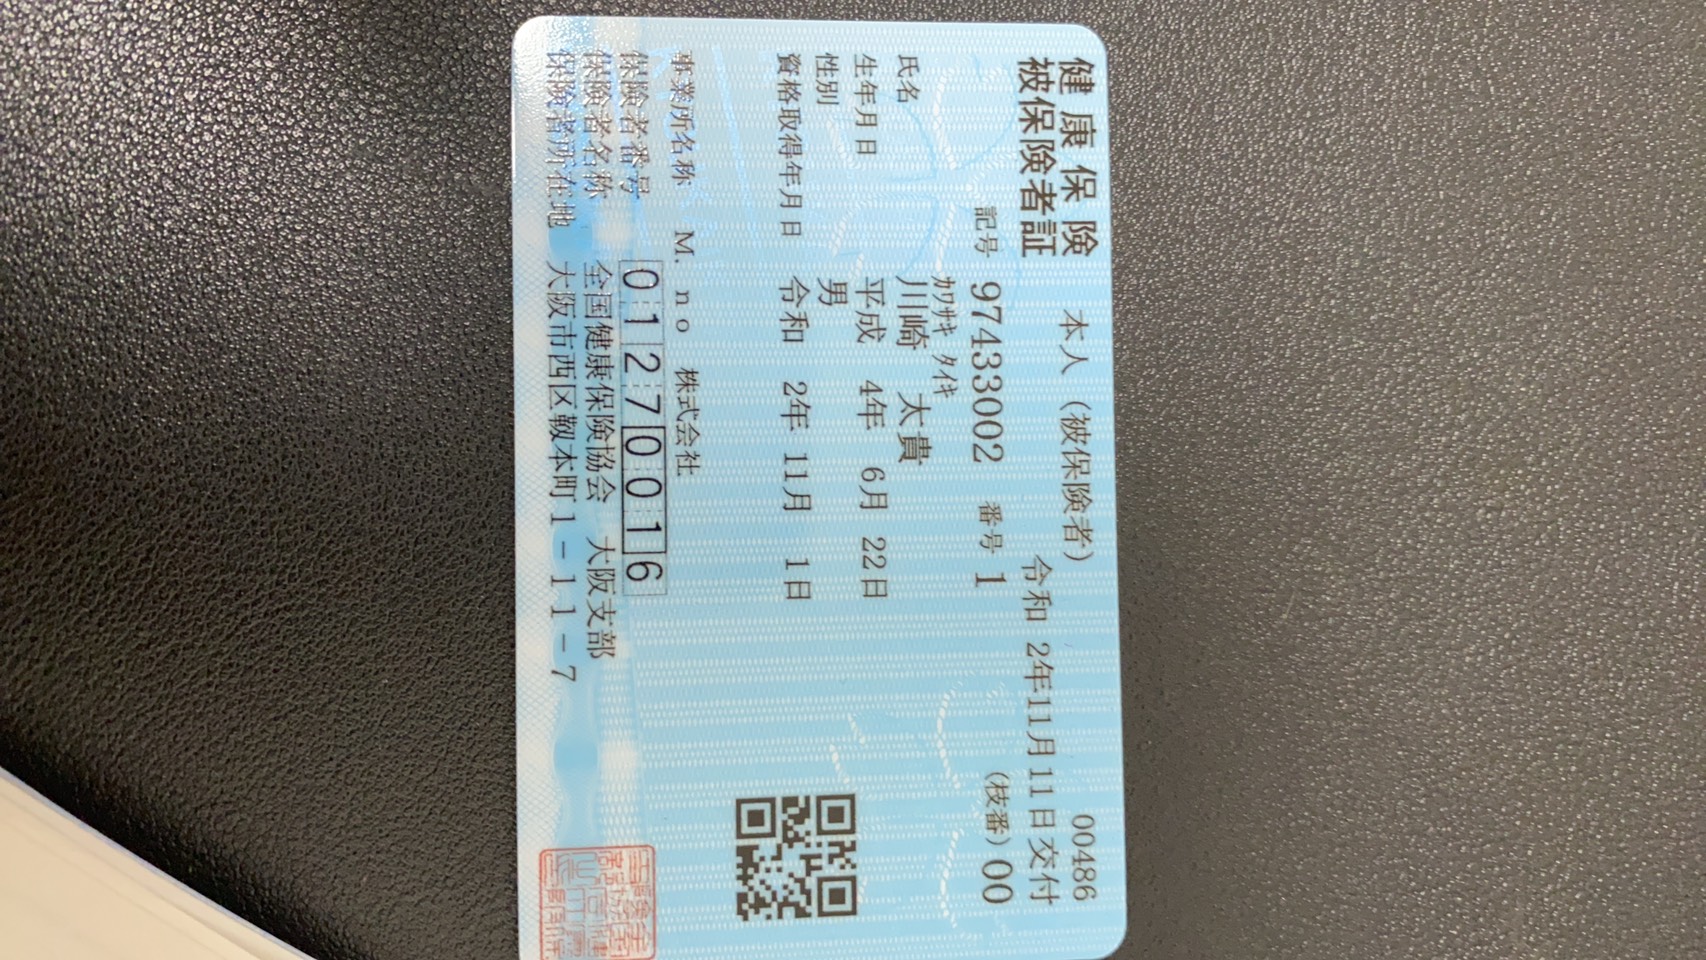 健康保険 本人（被保険者） 00486
被保険者証 令和 2年11月11日交付
記号 97433002 番号 1 (枝番) 00
ｶﾜｻｷ ﾀｲｷ
氏名 川崎 太貴
生年月日 平成 4年 6月 22日
性別 男
資格取得年月日 令和 2年 11月 1日
事業所名称 M. no 株式会社
保険者番号 01270016
保険者名称 全国健康保険協会 大阪支部
保険者所在地 大阪市西区靱本町1-11-7